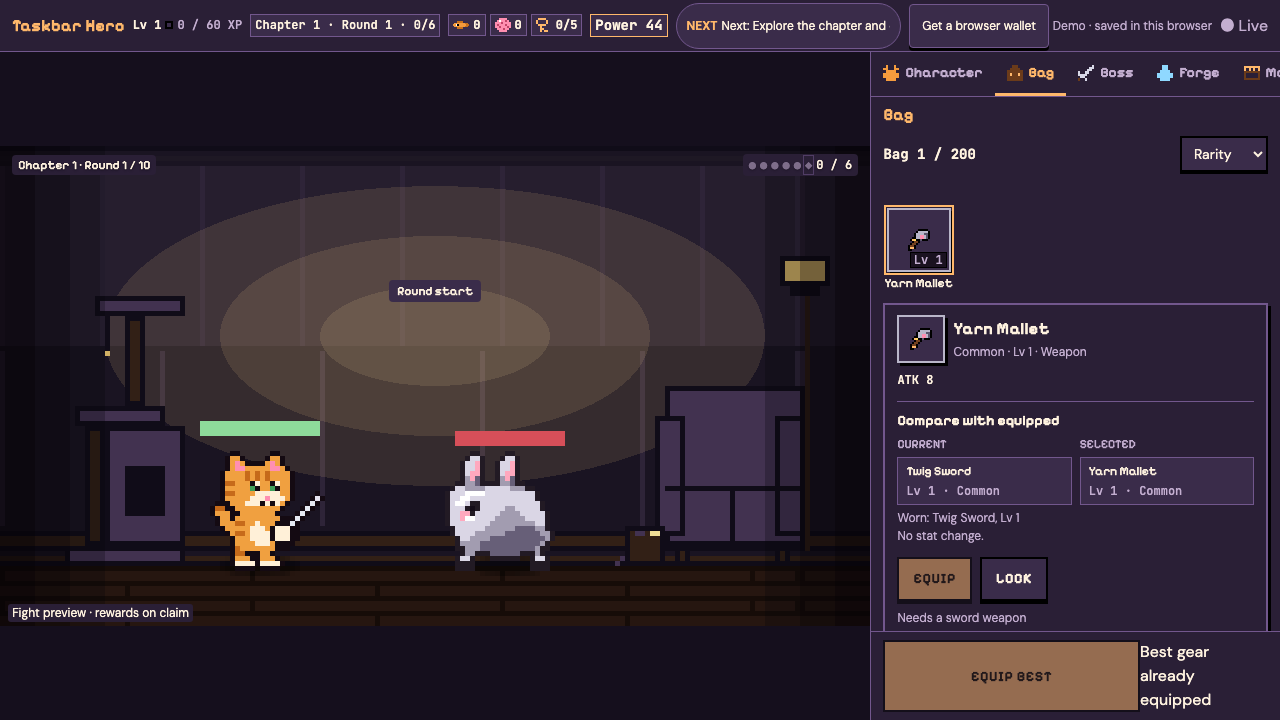 Taskbar Hero
Lv 1
0 / 60 XP
Chapter 1 · Round 1 · 0/6
0
0
0/5
Power 44
NEXT Next: Explore the chapter and
Get a browser wallet
Demo · saved in this browser
Live
Character
Bag
Boss
Forge
Bag
Bag 1 / 200
Rarity
Chapter 1 · Round 1 / 10
0 / 6
Round start
Fight preview · rewards on claim
Lv 1
Yarn Mallet
Yarn Mallet
Common · Lv 1 · Weapon
ATK 8
Compare with equipped
CURRENT
SELECTED
Twig Sword
Lv 1 · Common
Yarn Mallet
Lv 1 · Common
Worn: Twig Sword, Lv 1
No stat change.
EQUIP
LOOK
Needs a sword weapon
EQUIP BEST
Best gear
already
equipped